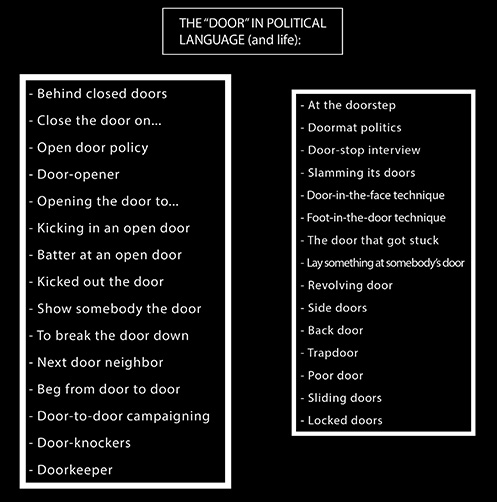 THE “DOOR” IN POLITICAL
LANGUAGE (and life):
- Behind closed doors
- Close the door on...
- Open door policy
- Door-opener
- Opening the door to...
- Kicking in an open door
- Batter at an open door
- Kicked out the door
- Show somebody the door
- To break the door down
- Next door neighbor
- Beg from door to door
- Door-to-door campaigning
- Door-knockers
- Doorkeeper
- At the doorstep
- Doormat politics
- Door-stop interview
- Slamming its doors
- Door-in-the-face technique
- Foot-in-the-door technique
- The door that got stuck
- Lay something at somebody’s door
- Revolving door
- Side doors
- Back door
- Trapdoor
- Poor door
- Sliding doors
- Locked doors